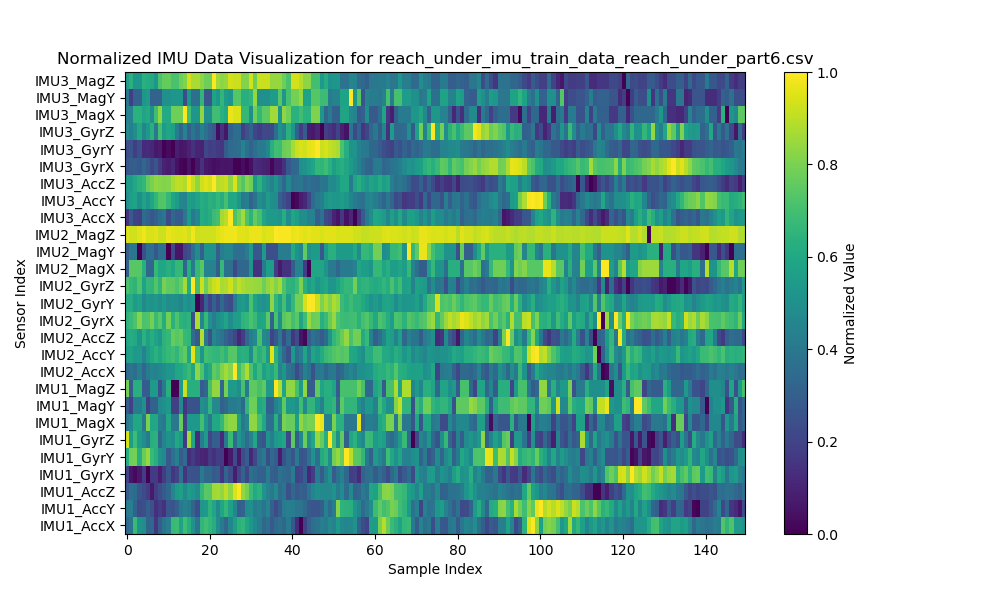 Normalized IMU Data Visualization for reach_under_imu_train_data_reach_under_part6.csv
IMU3_MagZ
IMU3_MagY
IMU3_MagX
IMU3_GyrZ
IMU3_GyrY
IMU3_GyrX
IMU3_AccZ
IMU3_AccY
IMU3_AccX
IMU2_MagZ
IMU2_MagY
IMU2_MagX
IMU2_GyrZ
IMU2_GyrY
IMU2_GyrX
IMU2_AccZ
IMU2_AccY
IMU2_AccX
IMU1_MagZ
IMU1_MagY
IMU1_MagX
IMU1_GyrZ
IMU1_GyrY
IMU1_GyrX
IMU1_AccZ
IMU1_AccY
IMU1_AccX
Sensor Index
0 20 40 60 80 100 120 140
Sample Index
1.0
0.8
0.6
0.4
0.2
0.0
Normalized Value